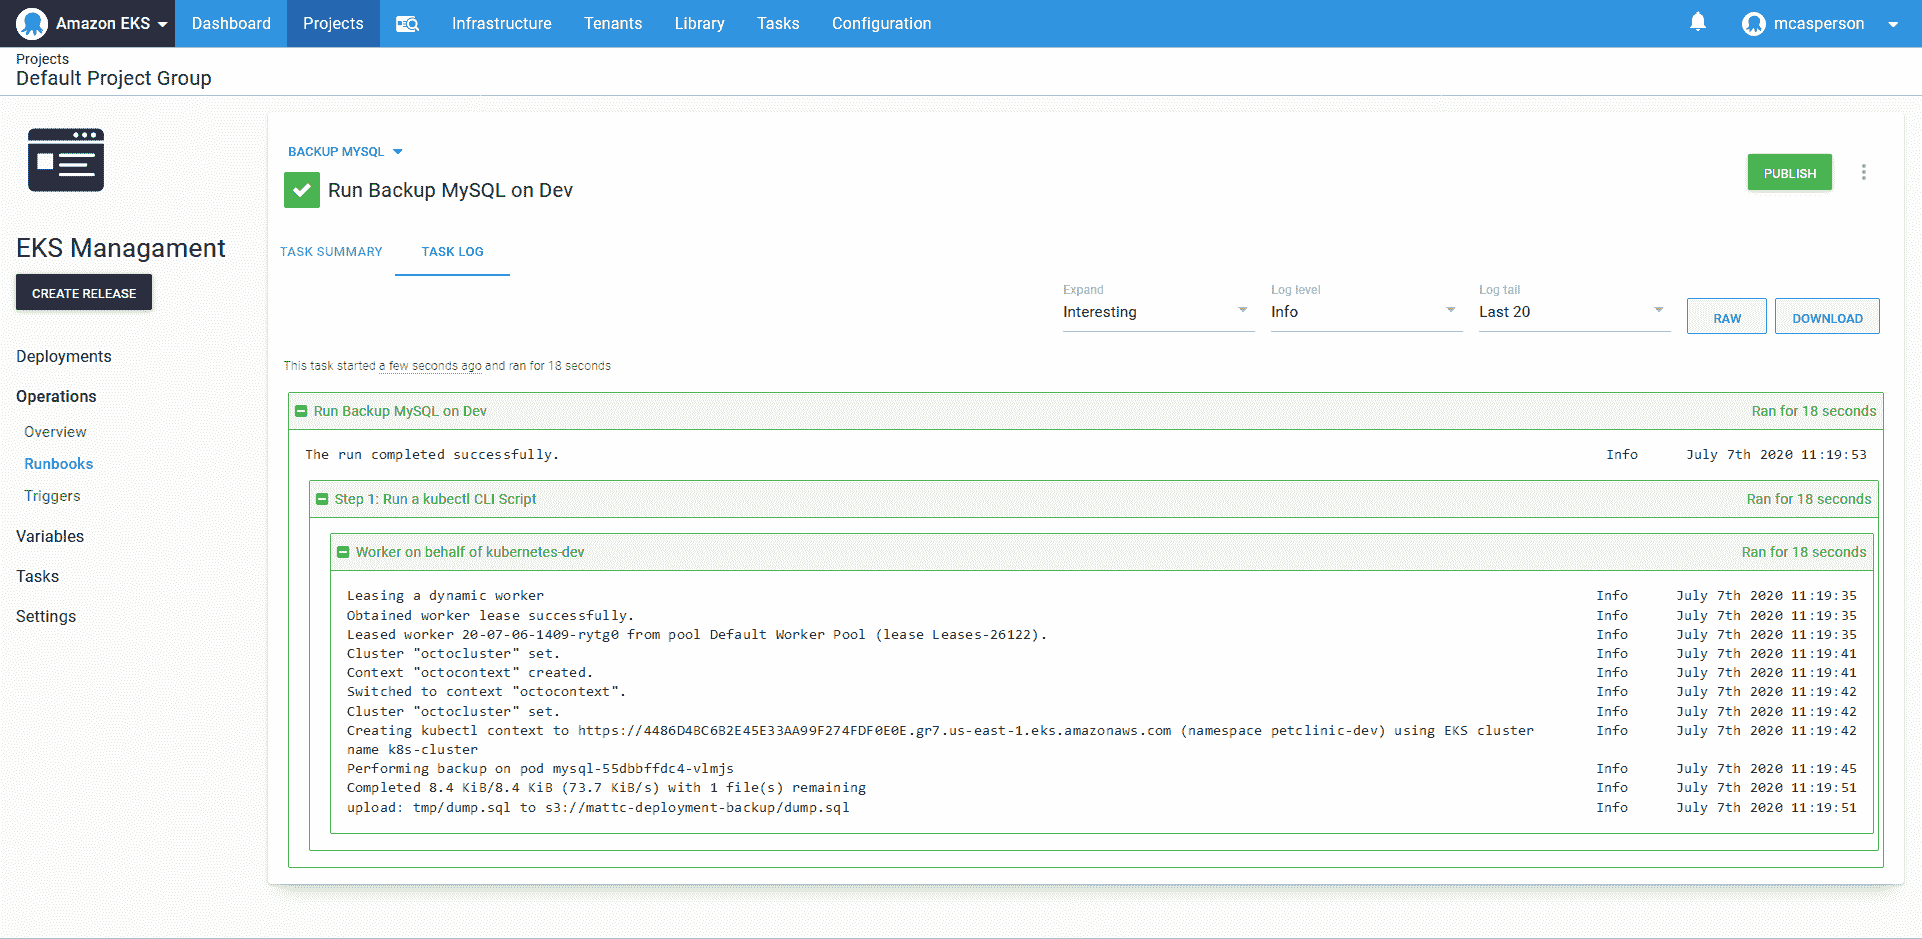 Amazon EKS Dashboard Projects Infrastructure Tenants Library Tasks Configuration mcasperson
Projects
Default Project Group
EKS Managament
CREATE RELEASE
Deployments
Operations
Overview
Runbooks
Triggers
Variables
Tasks
Settings
BACKUP MYSQL
Run Backup MySQL on Dev
PUBLISH
TASK SUMMARY TASK LOG
Expand Log level Log tail
Interesting Info Last 20 RAW DOWNLOAD
This task started a few seconds ago and ran for 18 seconds
Run Backup MySQL on Dev Ran for 18 seconds
The run completed successfully. Info July 7th 2020 11:19:53
Step 1: Run a kubectl CLI Script Ran for 18 seconds
Worker on behalf of kubernetes-dev Ran for 18 seconds
Leasing a dynamic worker Info July 7th 2020 11:19:35
Obtained worker lease successfully. Info July 7th 2020 11:19:35
Leased worker 20-07-06-1409-rytg0 from pool Default Worker Pool (lease Leases-26122). Info July 7th 2020 11:19:35
Cluster "octocluster" set. Info July 7th 2020 11:19:41
Context "octocontext" created. Info July 7th 2020 11:19:41
Switched to context "octocontext". Info July 7th 2020 11:19:42
Cluster "octocluster" set. Info July 7th 2020 11:19:42
Creating kubectl context to https://4486D4BC6B2E45E33AA99F274FDF0E0E.gr7.us-east-1.eks.amazonaws.com (namespace petclinic-dev) using EKS cluster Info July 7th 2020 11:19:42
name k8s-cluster
Performing backup on pod mysql-55dbbffdc4-vlmjs Info July 7th 2020 11:19:45
Completed 8.4 KiB/8.4 KiB (73.7 KiB/s) with 1 file(s) remaining Info July 7th 2020 11:19:51
upload: tmp/dump.sql to s3://mattc-deployment-backup/dump.sql Info July 7th 2020 11:19:51